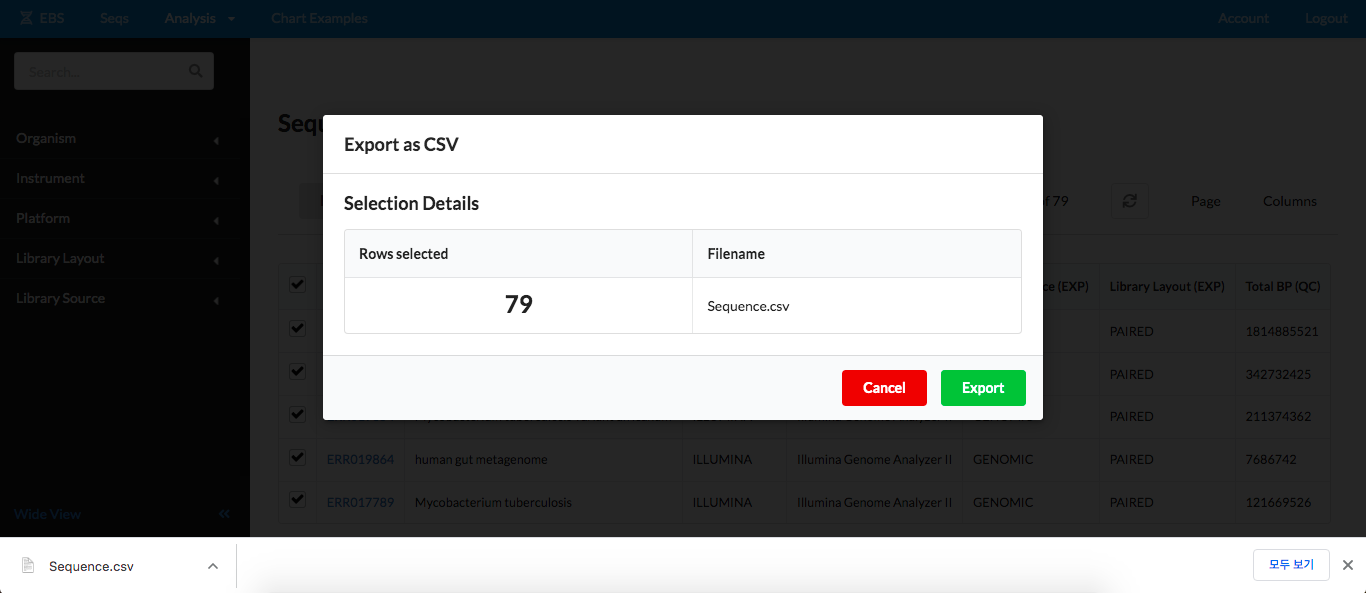 EBS Seqs Analysis Chart Examples Account Logout
Search...
Organism
Instrument
Platform
Library Layout
Library Source
Wide View
Sequ
Export as CSV
Selection Details
Rows selected Filename
79 Sequence.csv
Cancel Export
of 79 Page Columns
ce (EXP) Library Layout (EXP) Total BP (QC)
PAIRED 1814885521
PAIRED 342732425
PAIRED 211374362
ERR019864 human gut metagenome ILLUMINA Illumina Genome Analyzer II GENOMIC PAIRED 7686742
ERR017789 Mycobacterium tuberculosis ILLUMINA Illumina Genome Analyzer II GENOMIC PAIRED 121669526
Sequence.csv 모두 보기